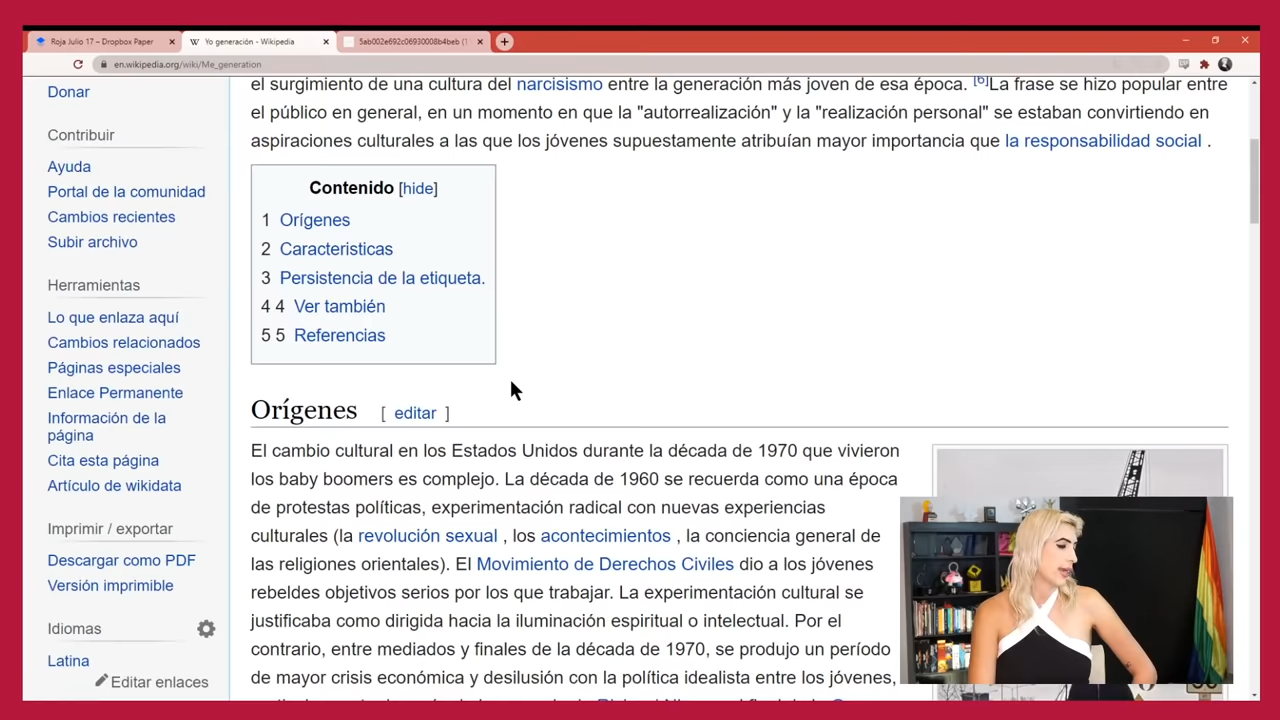 Roja Julio 17 – Dropbox Paper
Yo generación - Wikipedia
5ab002e692c06930008b4beb (1
en.wikipedia.org/wiki/Me_generation
Donar
Contribuir
Ayuda
Portal de la comunidad
Cambios recientes
Subir archivo
Herramientas
Lo que enlaza aquí
Cambios relacionados
Páginas especiales
Enlace Permanente
Información de la
página
Cita esta página
Artículo de wikidata
Imprimir / exportar
Descargar como PDF
Versión imprimible
Idiomas
Latina
Editar enlaces
el surgimiento de una cultura del narcisismo entre la generación más joven de esa época. [6]La frase se hizo popular entre
el público en general, en un momento en que la "autorrealización" y la "realización personal" se estaban convirtiendo en
aspiraciones culturales a las que los jóvenes supuestamente atribuían mayor importancia que la responsabilidad social .
Contenido [hide]
1 Orígenes
2 Caracteristicas
3 Persistencia de la etiqueta.
4 4 Ver también
5 5 Referencias
Orígenes [ editar ]
El cambio cultural en los Estados Unidos durante la década de 1970 que vivieron
los baby boomers es complejo. La década de 1960 se recuerda como una época
de protestas políticas, experimentación radical con nuevas experiencias
culturales (la revolución sexual , los acontecimientos , la conciencia general de
las religiones orientales). El Movimiento de Derechos Civiles dio a los jóvenes
rebeldes objetivos serios por los que trabajar. La experimentación cultural se
justificaba como dirigida hacia la iluminación espiritual o intelectual. Por el
contrario, entre mediados y finales de la década de 1970, se produjo un período
de mayor crisis económica y desilusión con la política idealista entre los jóvenes,